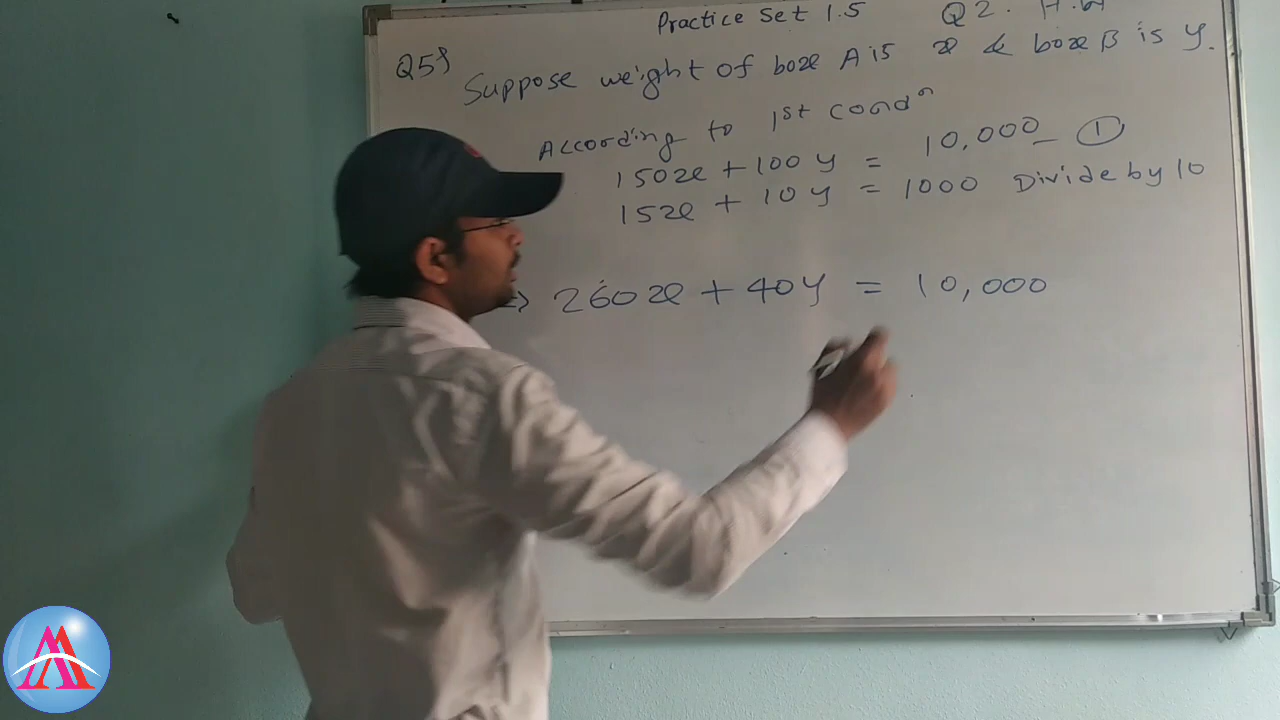 Practice Set 1.5 Q2. H.W
Q5) Suppose weight of box A is x & box B is y.
According to 1st condn
150x + 100y = 10,000 — ①
15x + 10y = 1000 Divide by 10
260x + 40y = 10,000